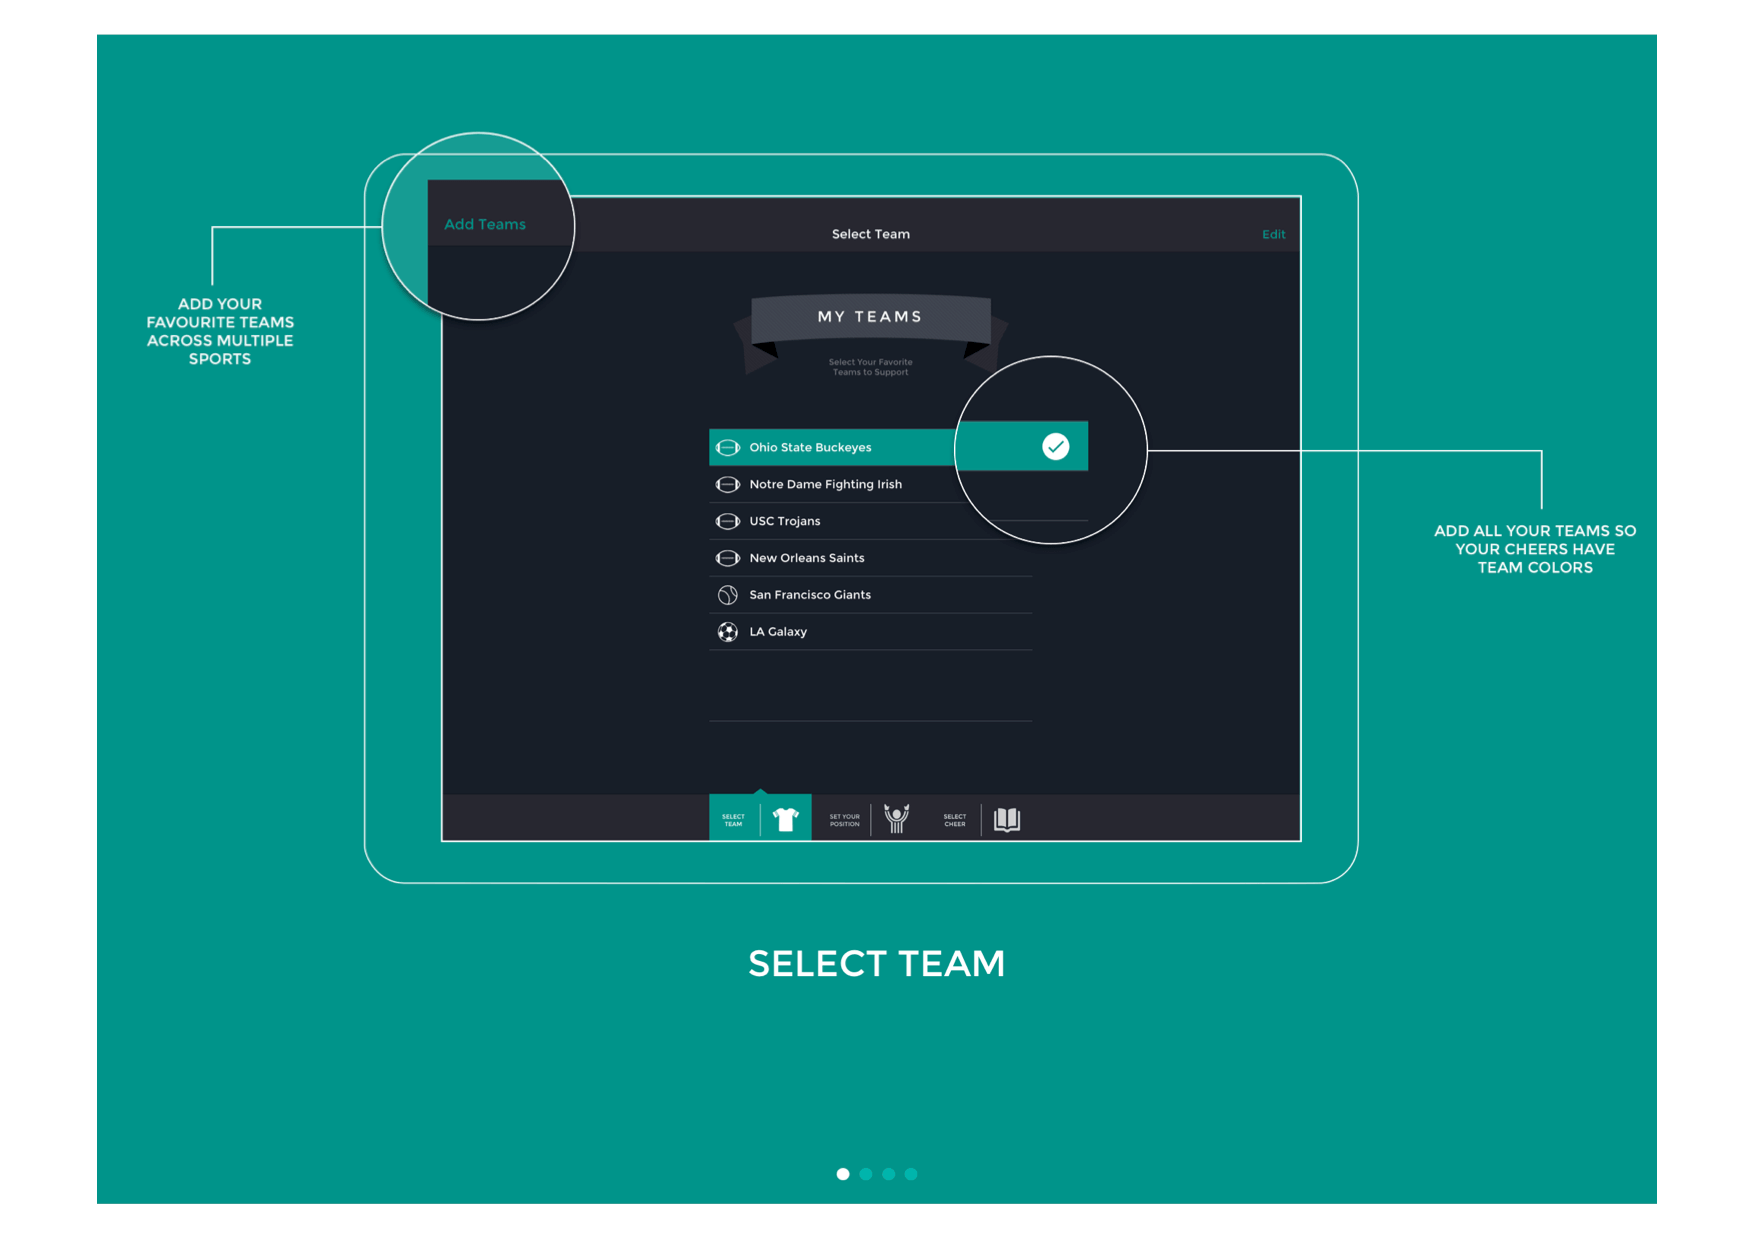 Add Teams
Select Team
Edit
ADD YOUR
FAVOURITE TEAMS
ACROSS MULTIPLE
SPORTS
MY TEAMS
Select Your Favorite
Teams to Support
Ohio State Buckeyes
Notre Dame Fighting Irish
USC Trojans
New Orleans Saints
San Francisco Giants
LA Galaxy
ADD ALL YOUR TEAMS SO
YOUR CHEERS HAVE
TEAM COLORS
SELECT
TEAM
SET YOUR
POSITION
SELECT
CHEER
SELECT TEAM